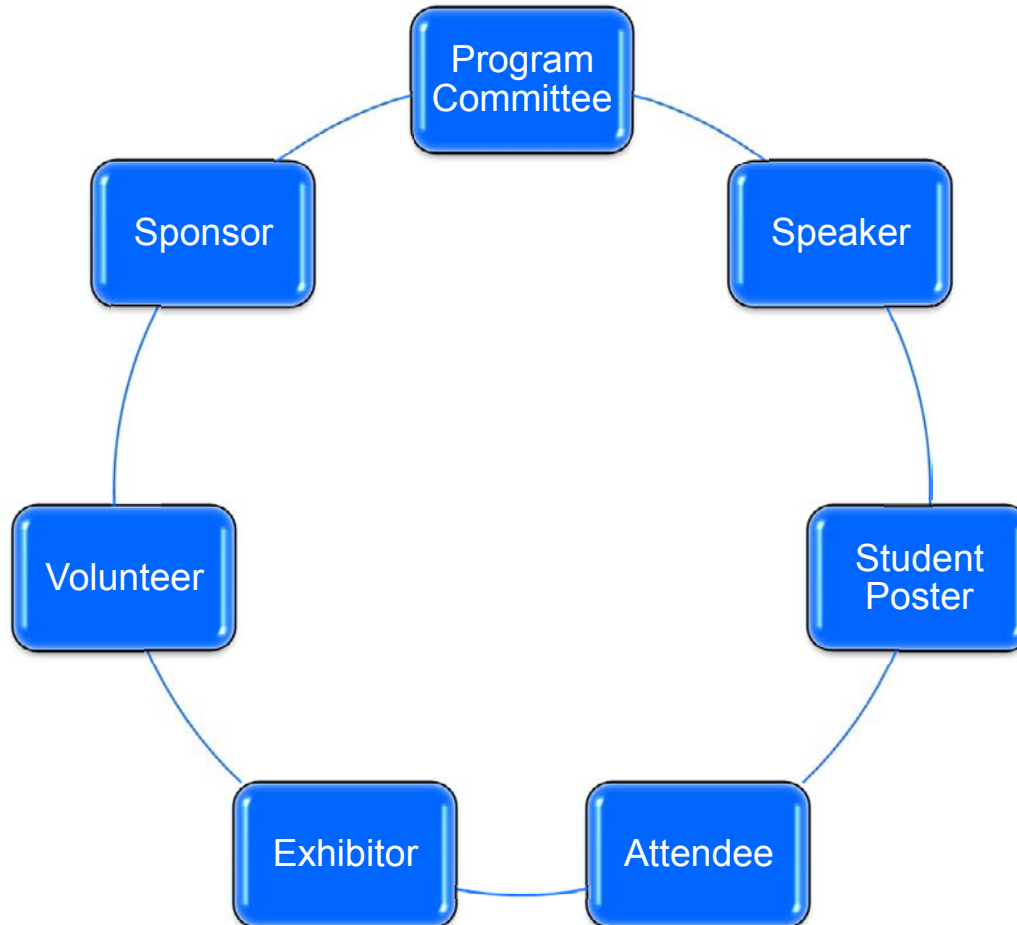 Program
Committee
Sponsor
Speaker
Volunteer
Student
Poster
Exhibitor
Attendee